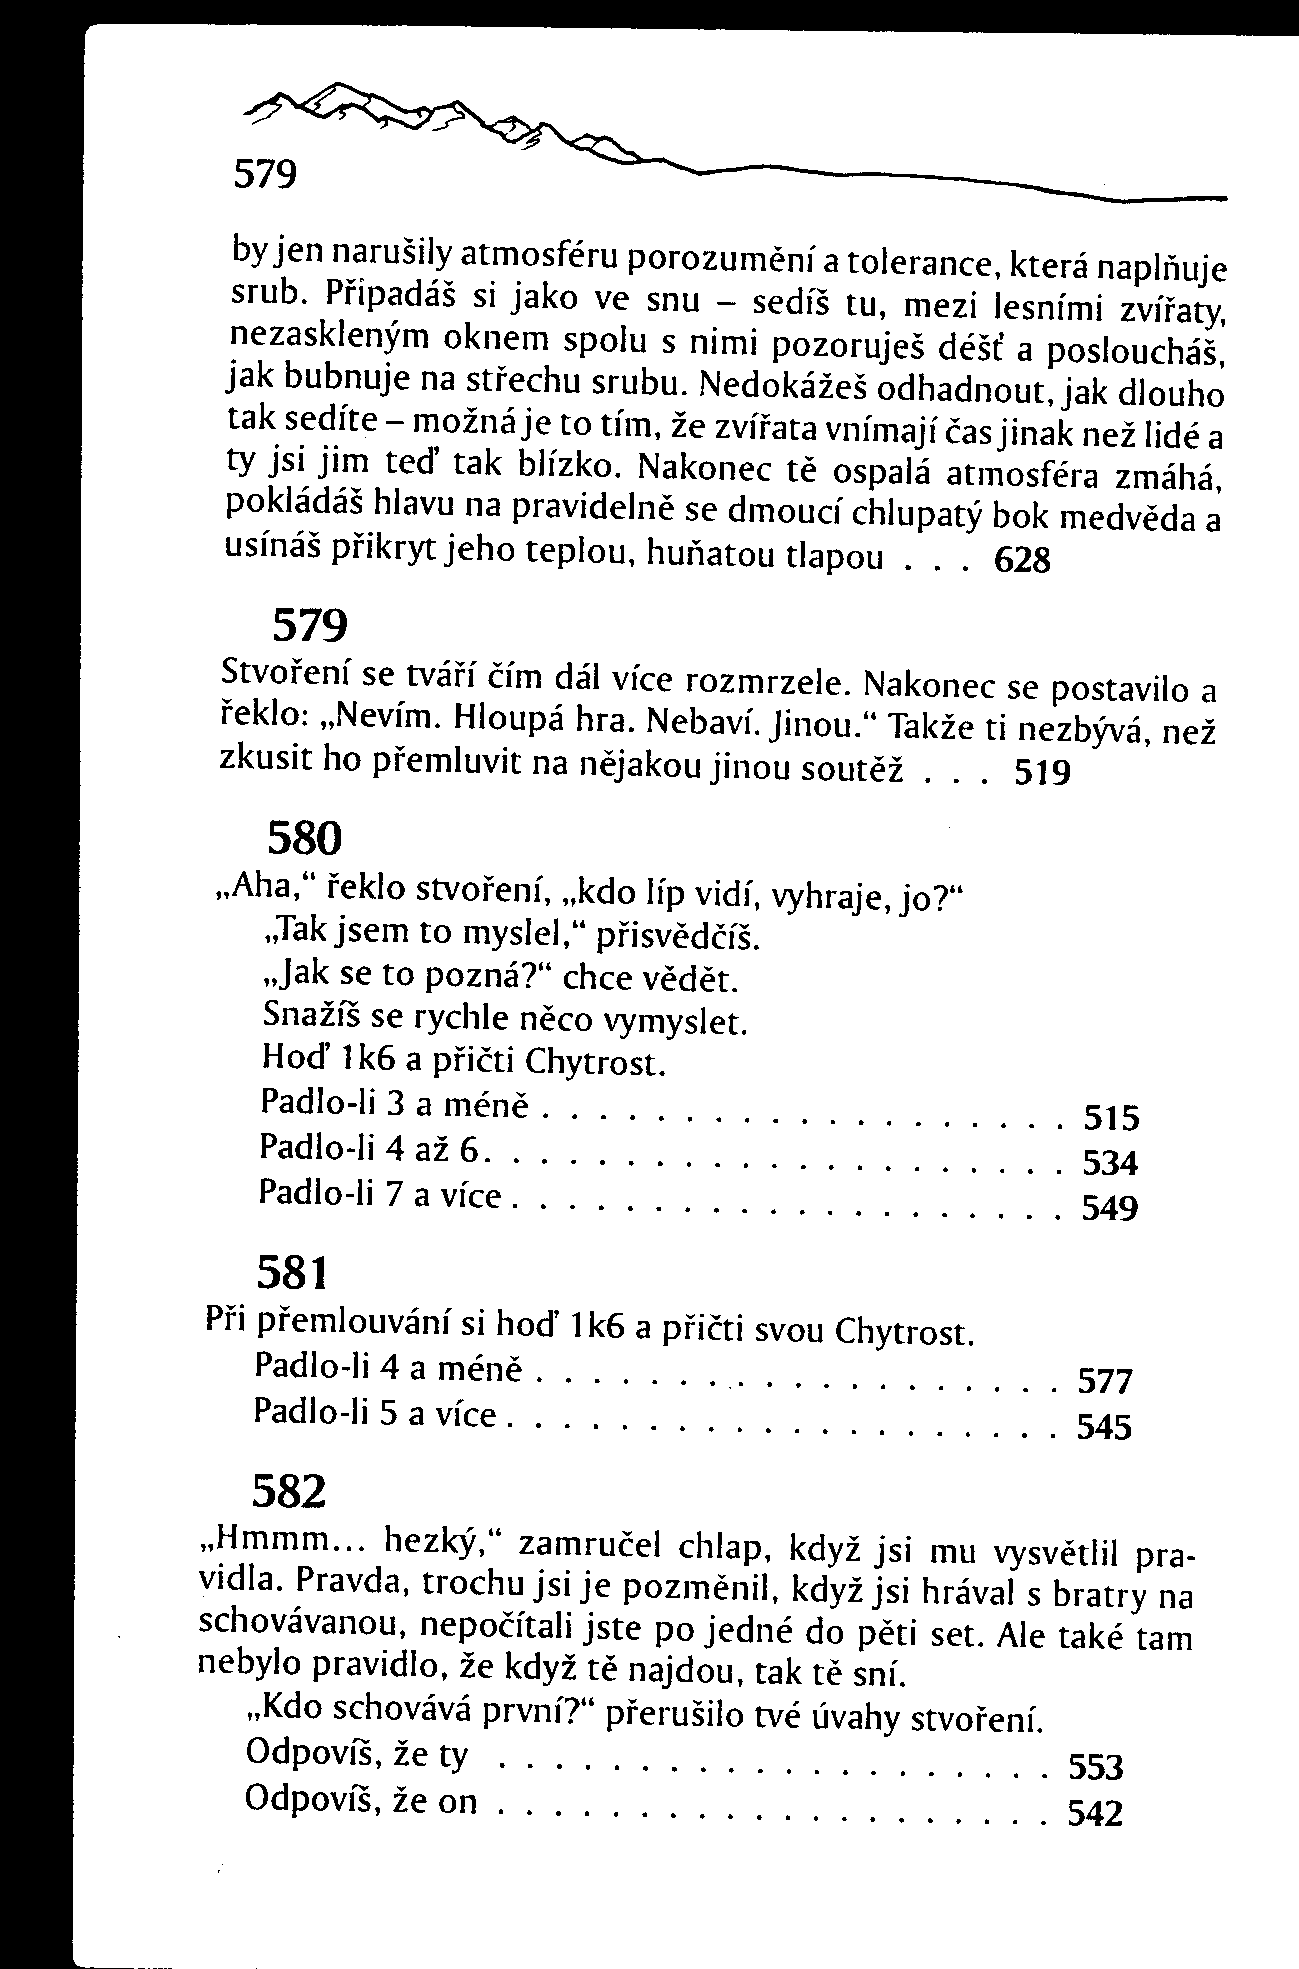 579
by jen narušily atmosféru porozumění a tolerance, která naplňuje
srub. Připadáš si jako ve snu – sedíš tu, mezi lesními zvířaty,
nezaskleným oknem spolu s nimi pozoruješ déšť a posloucháš,
jak bubnuje na střechu srubu. Nedokážeš odhadnout, jak dlouho
tak sedíte – možná je to tím, že zvířata vnímají čas jinak než lidé a
ty jsi jim teď tak blízko. Nakonec tě ospalá atmosféra zmáhá,
pokládáš hlavu na pravidelně se dmoucí chlupatý bok medvěda a
usínáš přikryt jeho teplou, huňatou tlapou . . . 628
579
Stvoření se tváří čím dál více rozmrzele. Nakonec se postavilo a
řeklo: „Nevím. Hloupá hra. Nebaví. Jinou.“ Takže ti nezbývá, než
zkusit ho přemluvit na nějakou jinou soutěž . . . 519
580
„Aha,“ řeklo stvoření, „kdo líp vidí, vyhraje, jo?“
„Tak jsem to myslel,“ přisvědčíš.
„Jak se to pozná?“ chce vědět.
Snažíš se rychle něco vymyslet.
Hoď 1k6 a přičti Chytrost.
Padlo-li 3 a méně . . . . . . . . . . . . . . . . . . . 515
Padlo-li 4 až 6. . . . . . . . . . . . . . . . . . . . . 534
Padlo-li 7 a více . . . . . . . . . . . . . . . . . . . . 549
581
Při přemlouvání si hoď 1k6 a přičti svou Chytrost.
Padlo-li 4 a méně . . . . . . . . . . . . . . . . . . . 577
Padlo-li 5 a více . . . . . . . . . . . . . . . . . . . . 545
582
„Hmmm... hezký,“ zamručel chlap, když jsi mu vysvětlil pra-
vidla. Pravda, trochu jsi je pozměnil, když jsi hrával s bratry na
schovávanou, nepočítali jste po jedné do pěti set. Ale také tam
nebylo pravidlo, že když tě najdou, tak tě sní.
„Kdo schovává první?“ přerušilo tvé úvahy stvoření.
Odpovíš, že ty . . . . . . . . . . . . . . . . . . . . 553
Odpovíš, že on . . . . . . . . . . . . . . . . . . . . 542